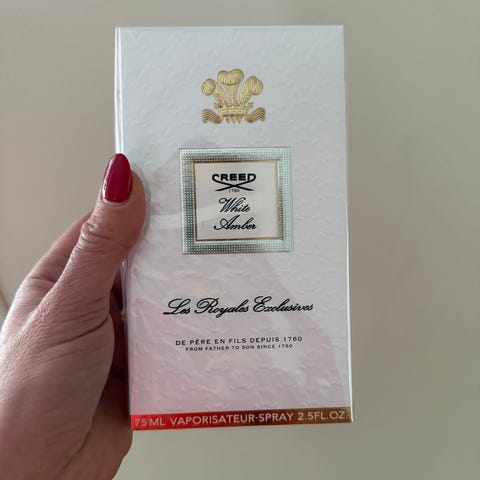 CREED
1760
White
Amber
Les Royales Exclusives
DE PÈRE EN FILS DEPUIS 1760
FROM FATHER TO SON SINCE 1760
75 ML VAPORISATEUR-SPRAY 2.5FL.OZ.